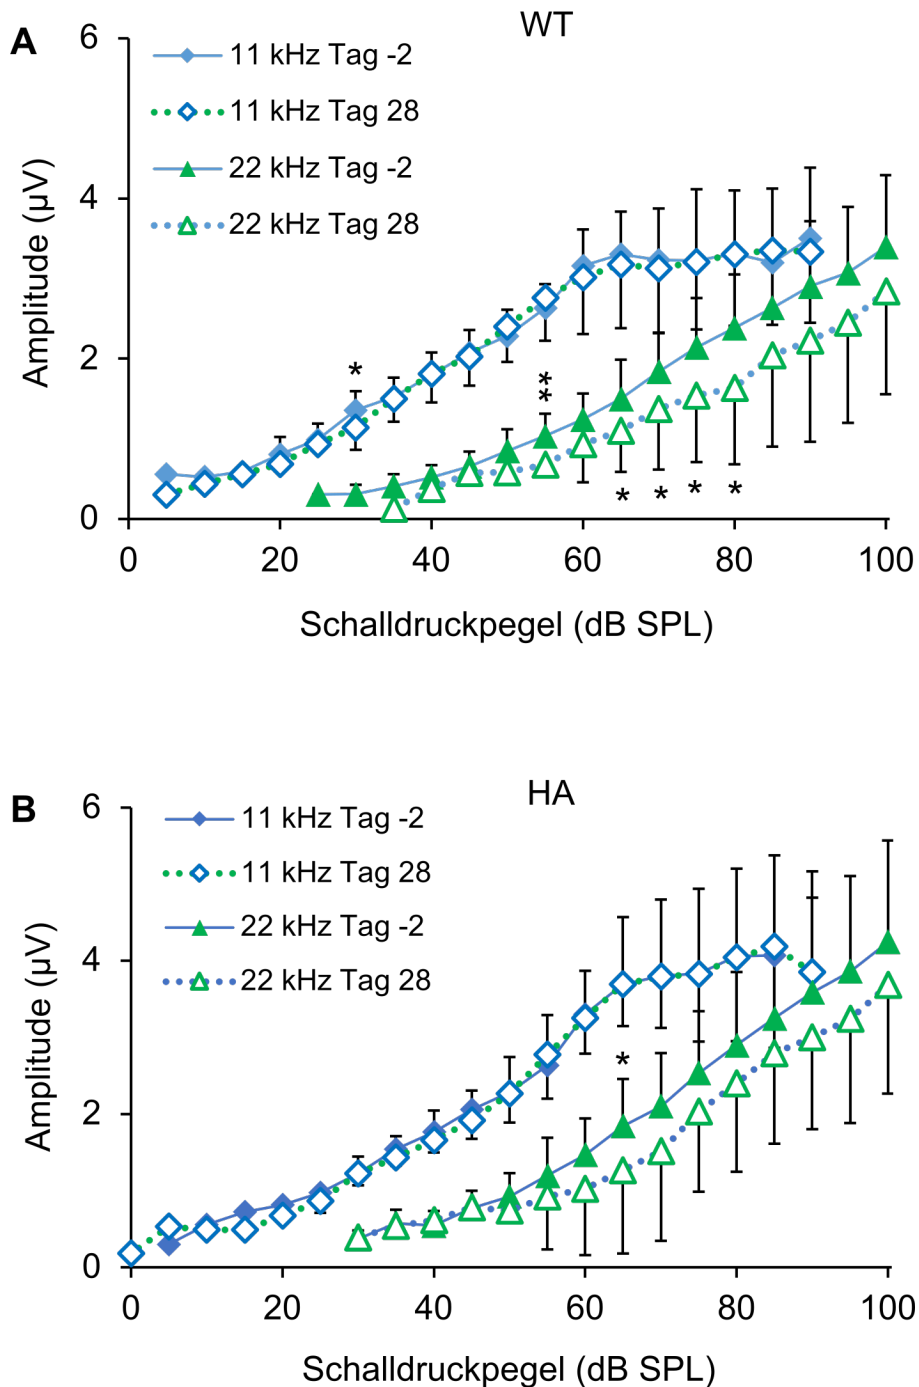 A
WT
6
11 kHz Tag -2
11 kHz Tag 28
22 kHz Tag -2
22 kHz Tag 28
4
2
0
Amplitude (µV)
*
**
* * * *
0 20 40 60 80 100
Schalldruckpegel (dB SPL)
B
HA
6
11 kHz Tag -2
11 kHz Tag 28
22 kHz Tag -2
22 kHz Tag 28
4
2
0
Amplitude (µV)
*
0 20 40 60 80 100
Schalldruckpegel (dB SPL)